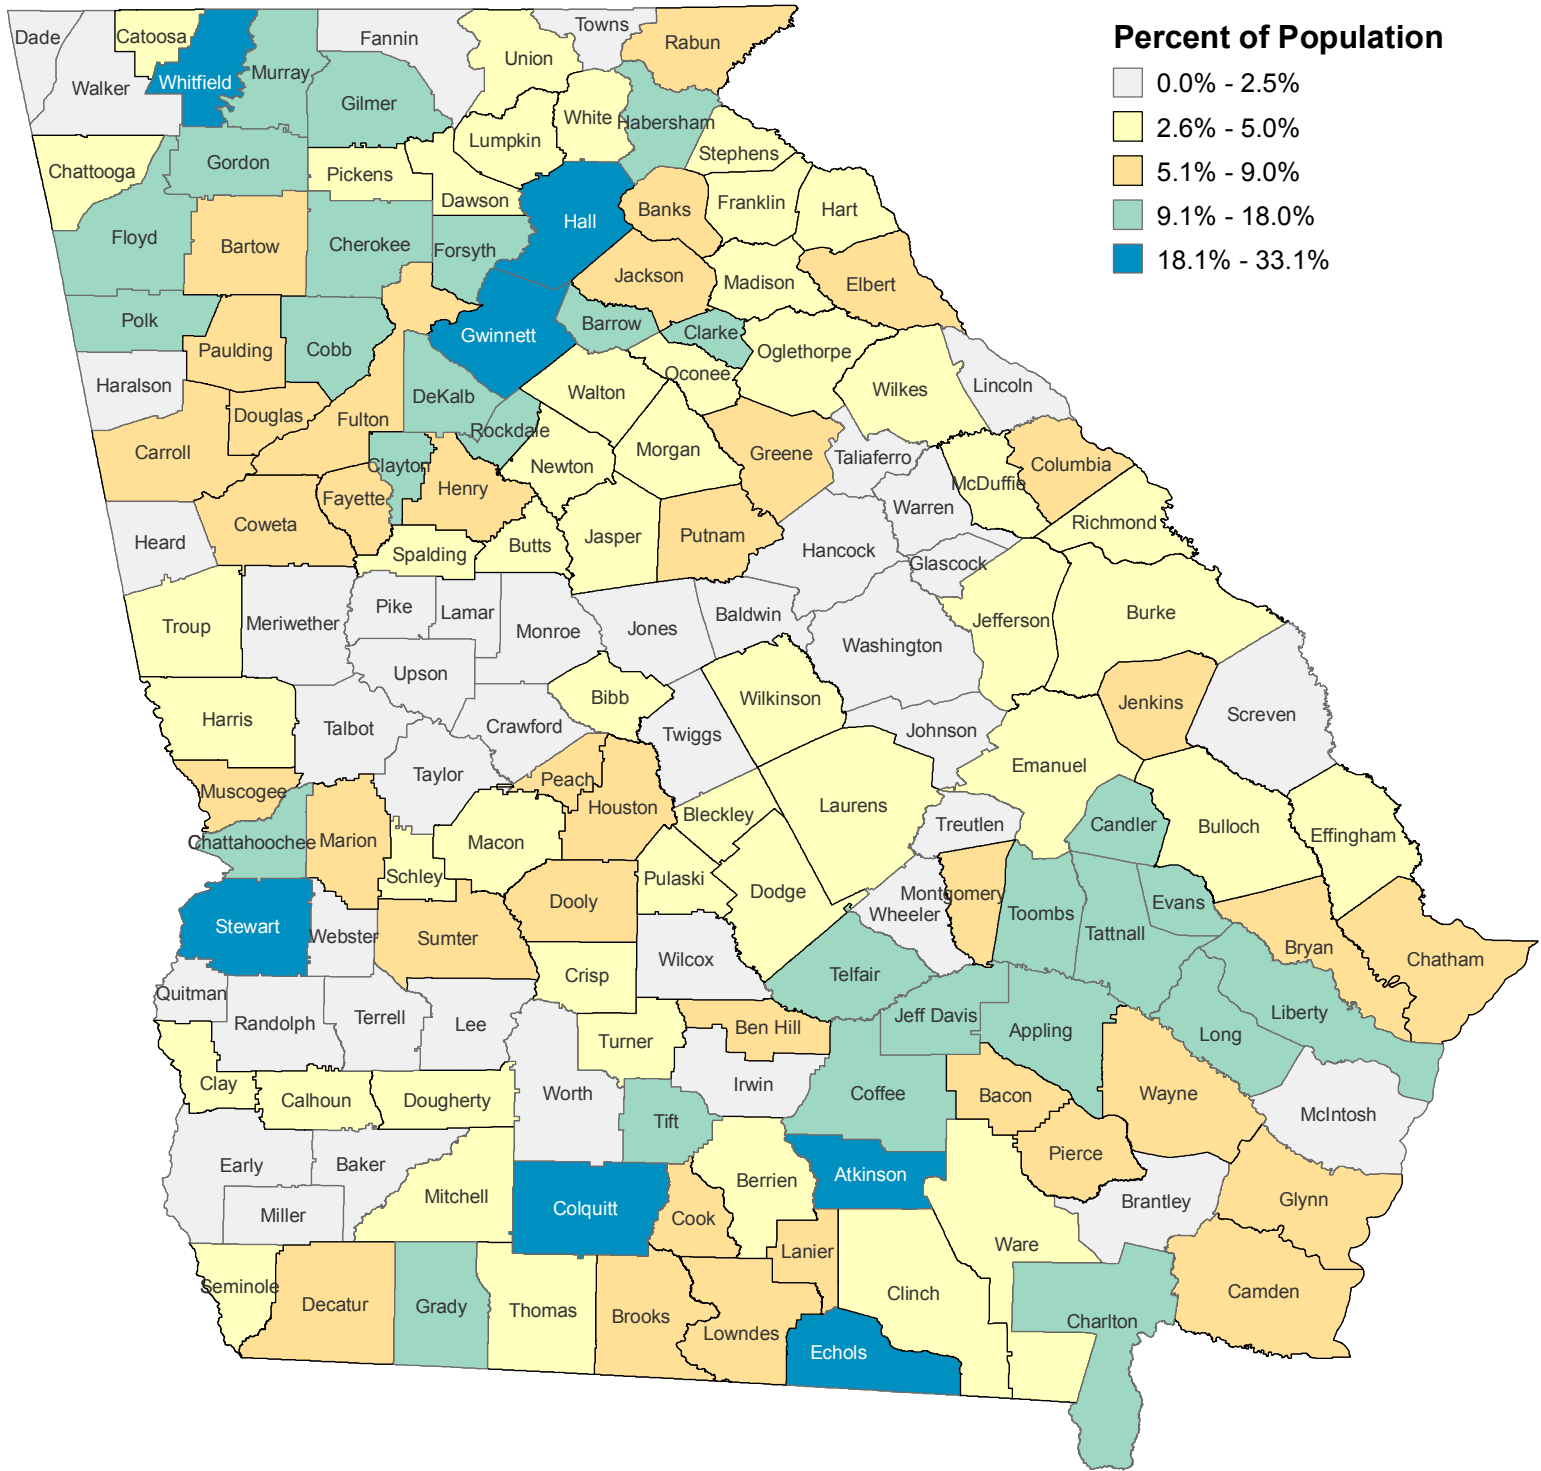 Percent of Population
0.0% - 2.5%
2.6% - 5.0%
5.1% - 9.0%
9.1% - 18.0%
18.1% - 33.1%
Dade
Catoosa
Whitfield
Murray
Fannin
Union
Towns
Rabun
Walker
Gilmer
White
Habersham
Lumpkin
Stephens
Chattooga
Gordon
Pickens
Dawson
Hall
Banks
Franklin
Hart
Floyd
Bartow
Cherokee
Forsyth
Jackson
Madison
Elbert
Polk
Paulding
Cobb
Gwinnett
Barrow
Clarke
Oglethorpe
Oconee
Haralson
DeKalb
Walton
Wilkes
Lincoln
Douglas
Fulton
Rockdale
Carroll
Clayton
Newton
Morgan
Greene
Taliaferro
Columbia
McDuffie
Fayette
Henry
Warren
Coweta
Richmond
Heard
Spalding
Butts
Jasper
Putnam
Hancock
Glascock
Troup
Meriwether
Pike
Lamar
Monroe
Jones
Baldwin
Washington
Jefferson
Burke
Upson
Harris
Talbot
Crawford
Bibb
Twiggs
Wilkinson
Johnson
Jenkins
Screven
Taylor
Peach
Houston
Emanuel
Muscogee
Bleckley
Laurens
Treutlen
Candler
Bulloch
Effingham
Chattahoochee
Marion
Macon
Schley
Pulaski
Dodge
Montgomery
Wheeler
Toombs
Evans
Tattnall
Stewart
Webster
Sumter
Dooly
Bryan
Chatham
Crisp
Wilcox
Telfair
Quitman
Randolph
Terrell
Lee
Turner
Ben Hill
Jeff Davis
Appling
Long
Liberty
Clay
Calhoun
Dougherty
Worth
Irwin
Coffee
Bacon
Wayne
McIntosh
Tift
Early
Baker
Pierce
Miller
Mitchell
Colquitt
Cook
Berrien
Atkinson
Brantley
Glynn
Lanier
Ware
Seminole
Decatur
Grady
Thomas
Brooks
Lowndes
Clinch
Charlton
Camden
Echols